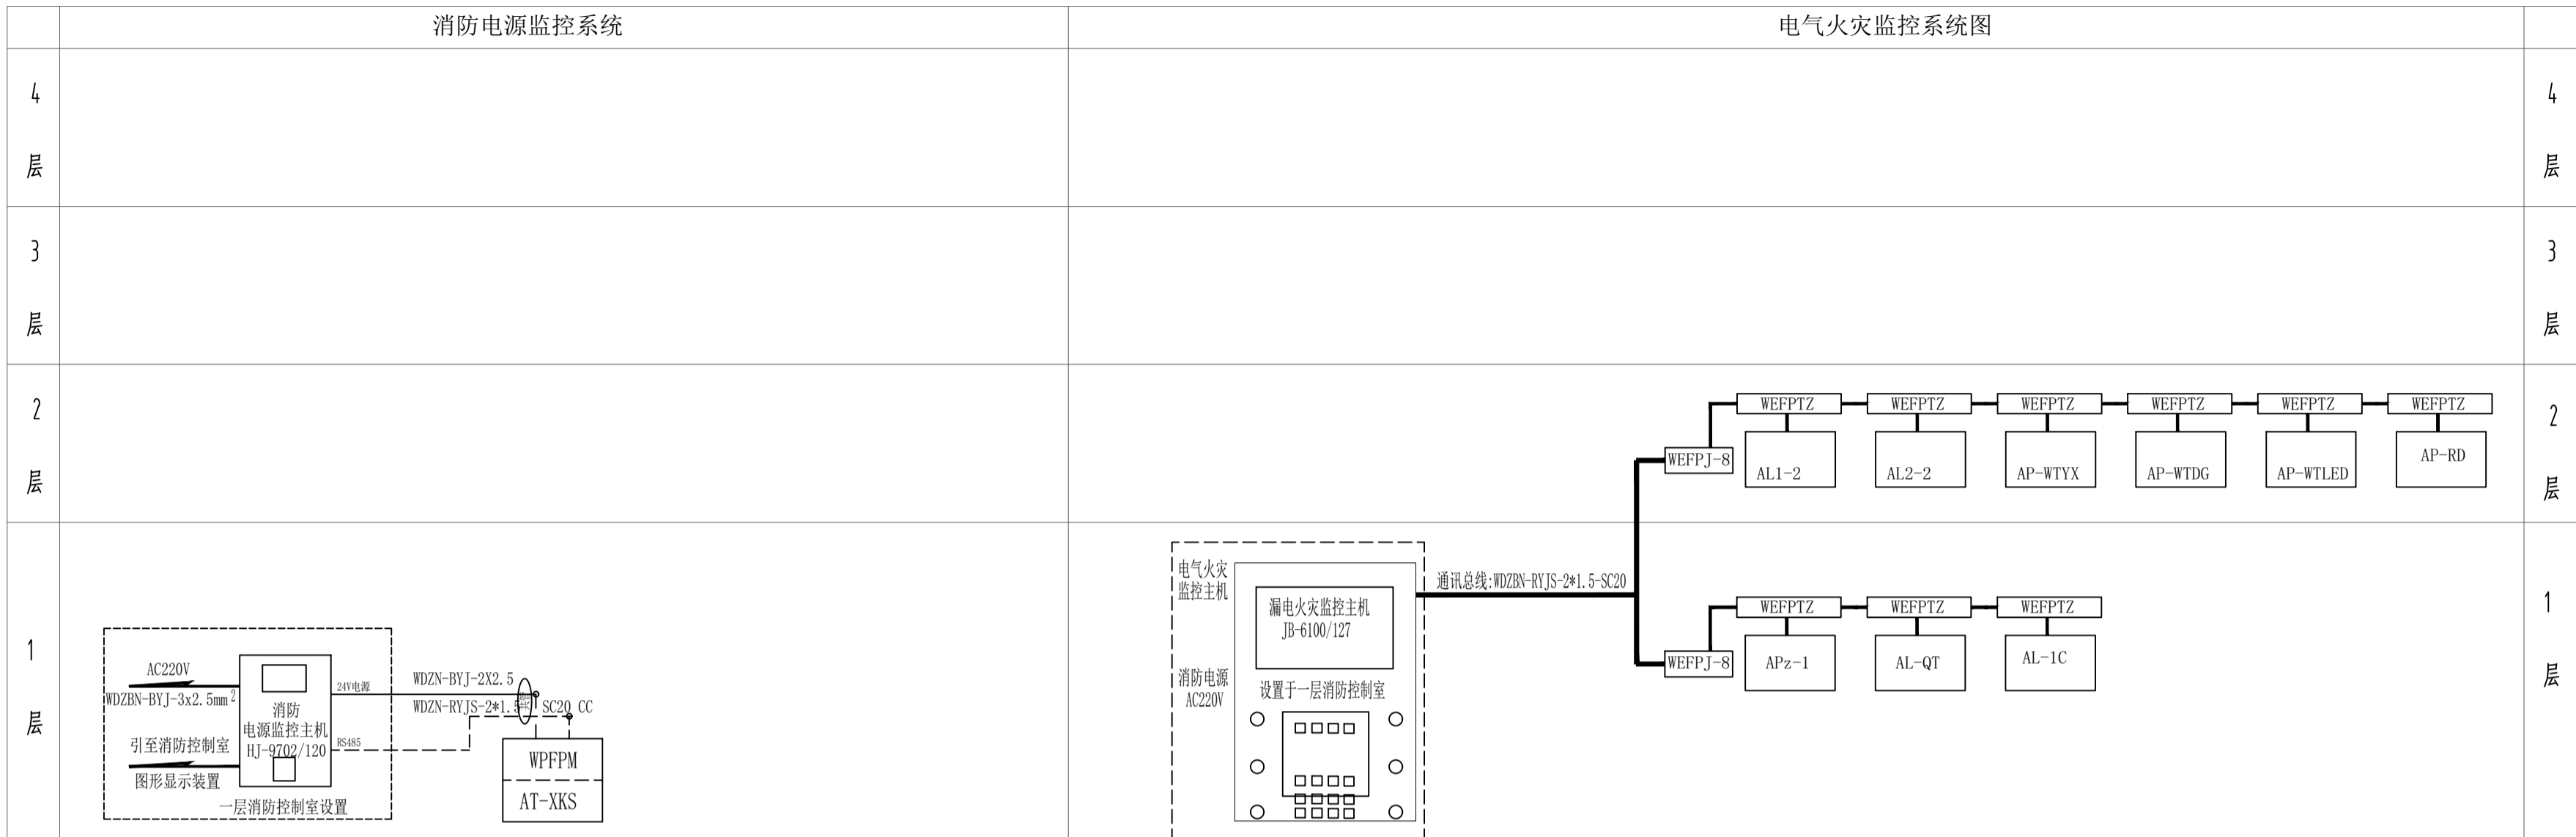 消防电源监控系统
电气火灾监控系统图
4
层
4
层
3
层
3
层
2
层
WEFPTZ
WEFPTZ
WEFPTZ
WEFPTZ
WEFPTZ
WEFPTZ
WEFPJ-8
AL1-2
AL2-2
AP-WTYX
AP-WTDG
AP-WTLED
AP-RD
2
层
1
层
AC220V
WDZBN-BYJ-3x2.5mm²
引至消防控制室
图形显示装置
消防
电源监控主机
HJ-9702/120
一层消防控制室设置
24V电源
RS485
WDZN-BYJ-2X2.5
WDZN-RYJS-2*1.5
共管
SC20 CC
WPFPM
AT-XKS
电气火灾
监控主机
漏电火灾监控主机
JB-6100/127
消防电源
AC220V
设置于一层消防控制室
通讯总线:WDZBN-RYJS-2*1.5-SC20
WEFPTZ
WEFPTZ
WEFPTZ
WEFPJ-8
APz-1
AL-QT
AL-1C
1
层